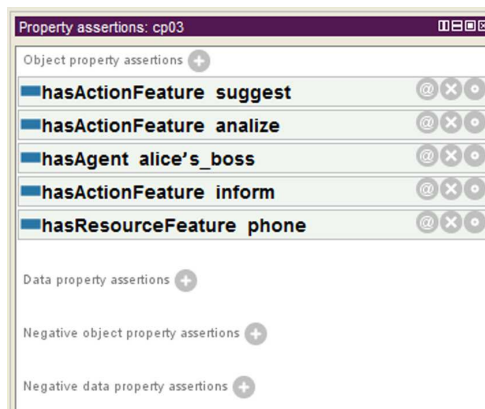 Property assertions: cp03
Object property assertions
hasActionFeature suggest
hasActionFeature analize
hasAgent alice's_boss
hasActionFeature inform
hasResourceFeature phone
Data property assertions
Negative object property assertions
Negative data property assertions